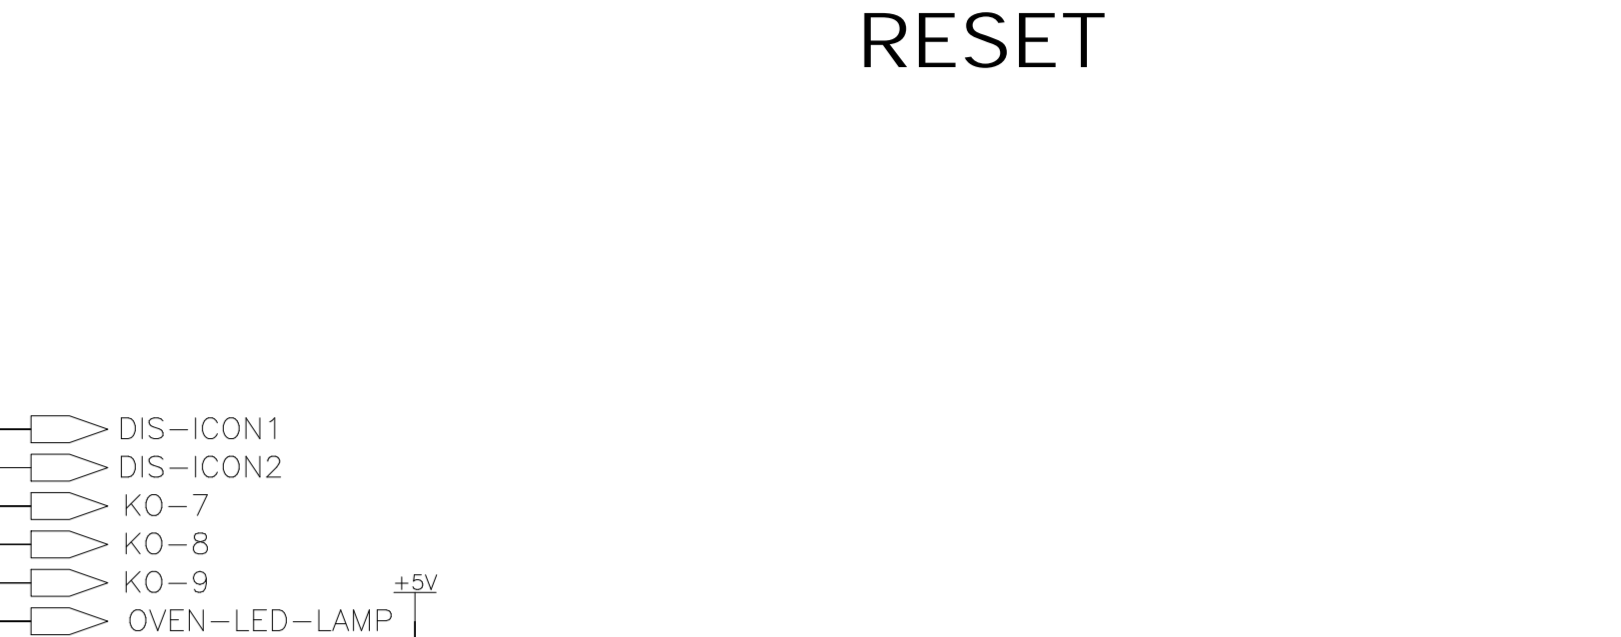 RESET
DIS-ICON1
DIS-ICON2
KO-7
KO-8
KO-9
+5V
OVEN-LED-LAMP